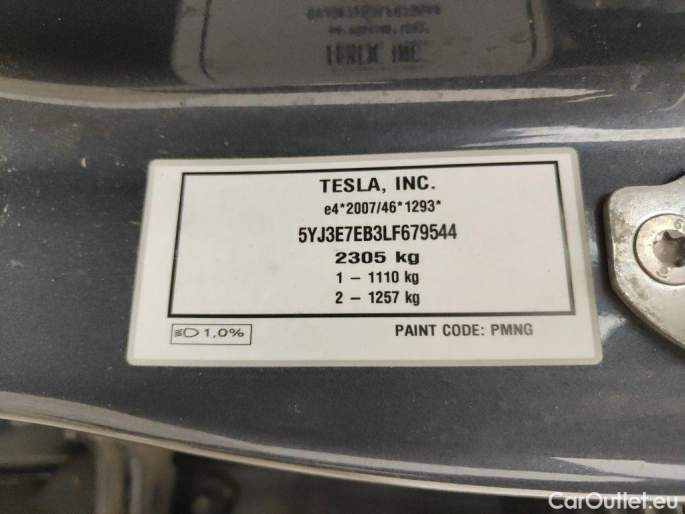 TESLA, INC.
e4*2007/46*1293*
5YJ3E7EB3LF679544
2305 kg
1 – 1110 kg
2 – 1257 kg
1,0%
PAINT CODE: PMNG
CarOutlet.eu